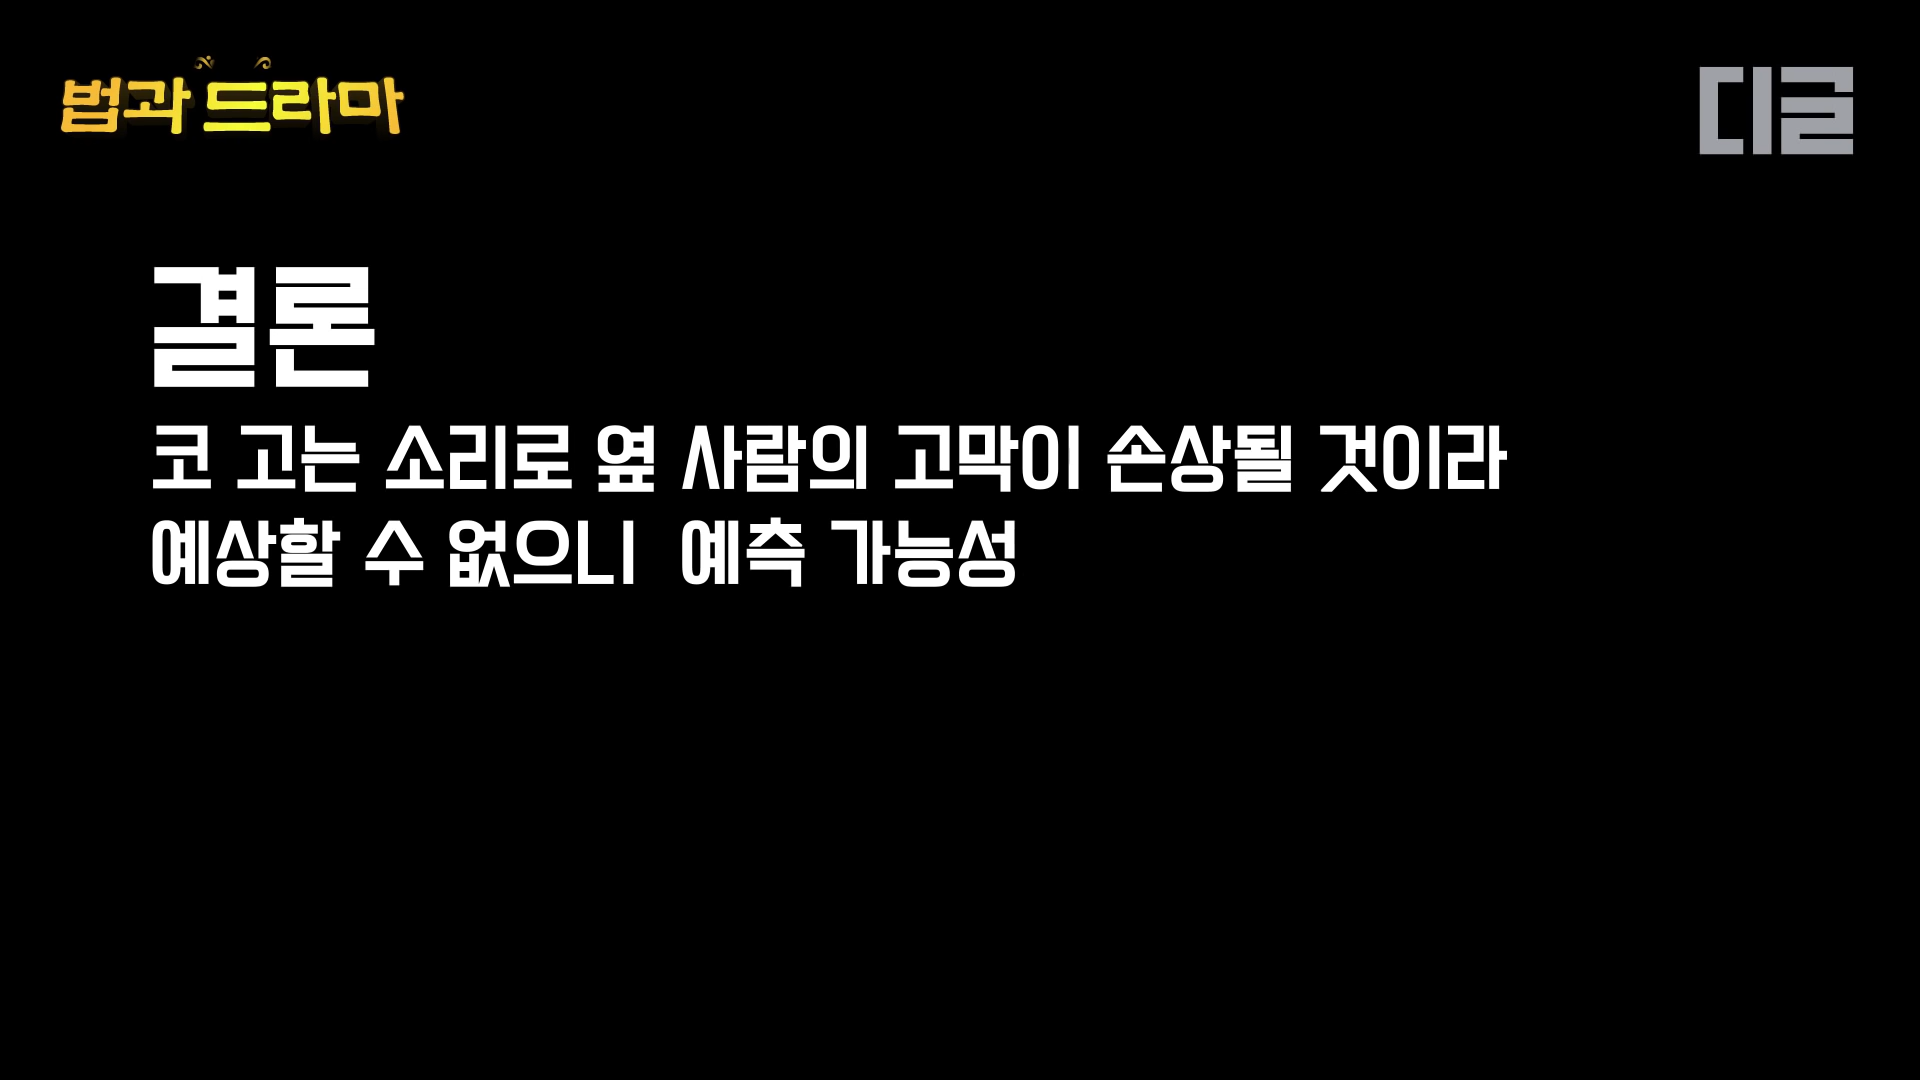 법과 드라마
디글
결론
코 고는 소리로 옆 사람의 고막이 손상될 것이라
예상할 수 없으니 예측 가능성